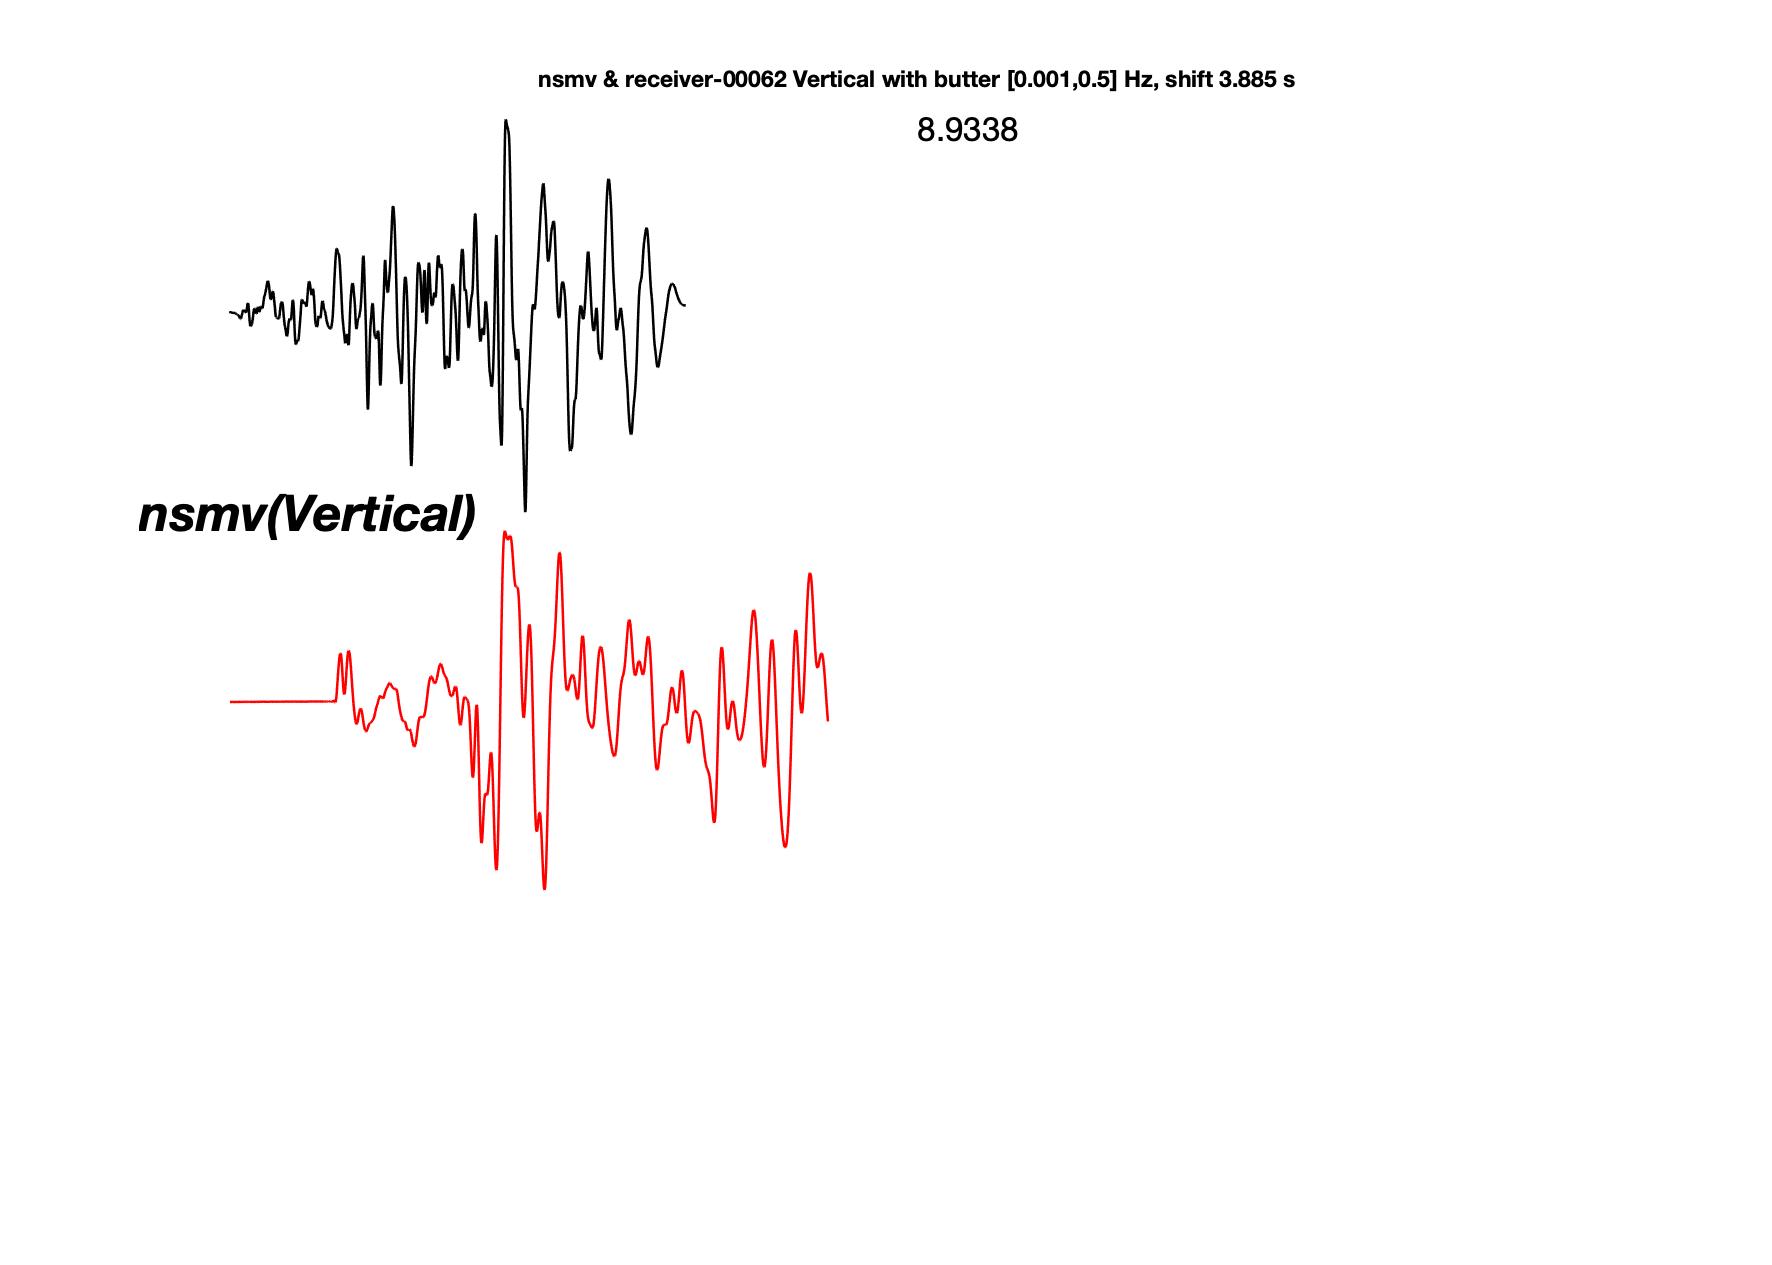 nsmv & receiver-00062 Vertical with butter [0.001,0.5] Hz, shift 3.885 s
8.9338
nsmv(Vertical)